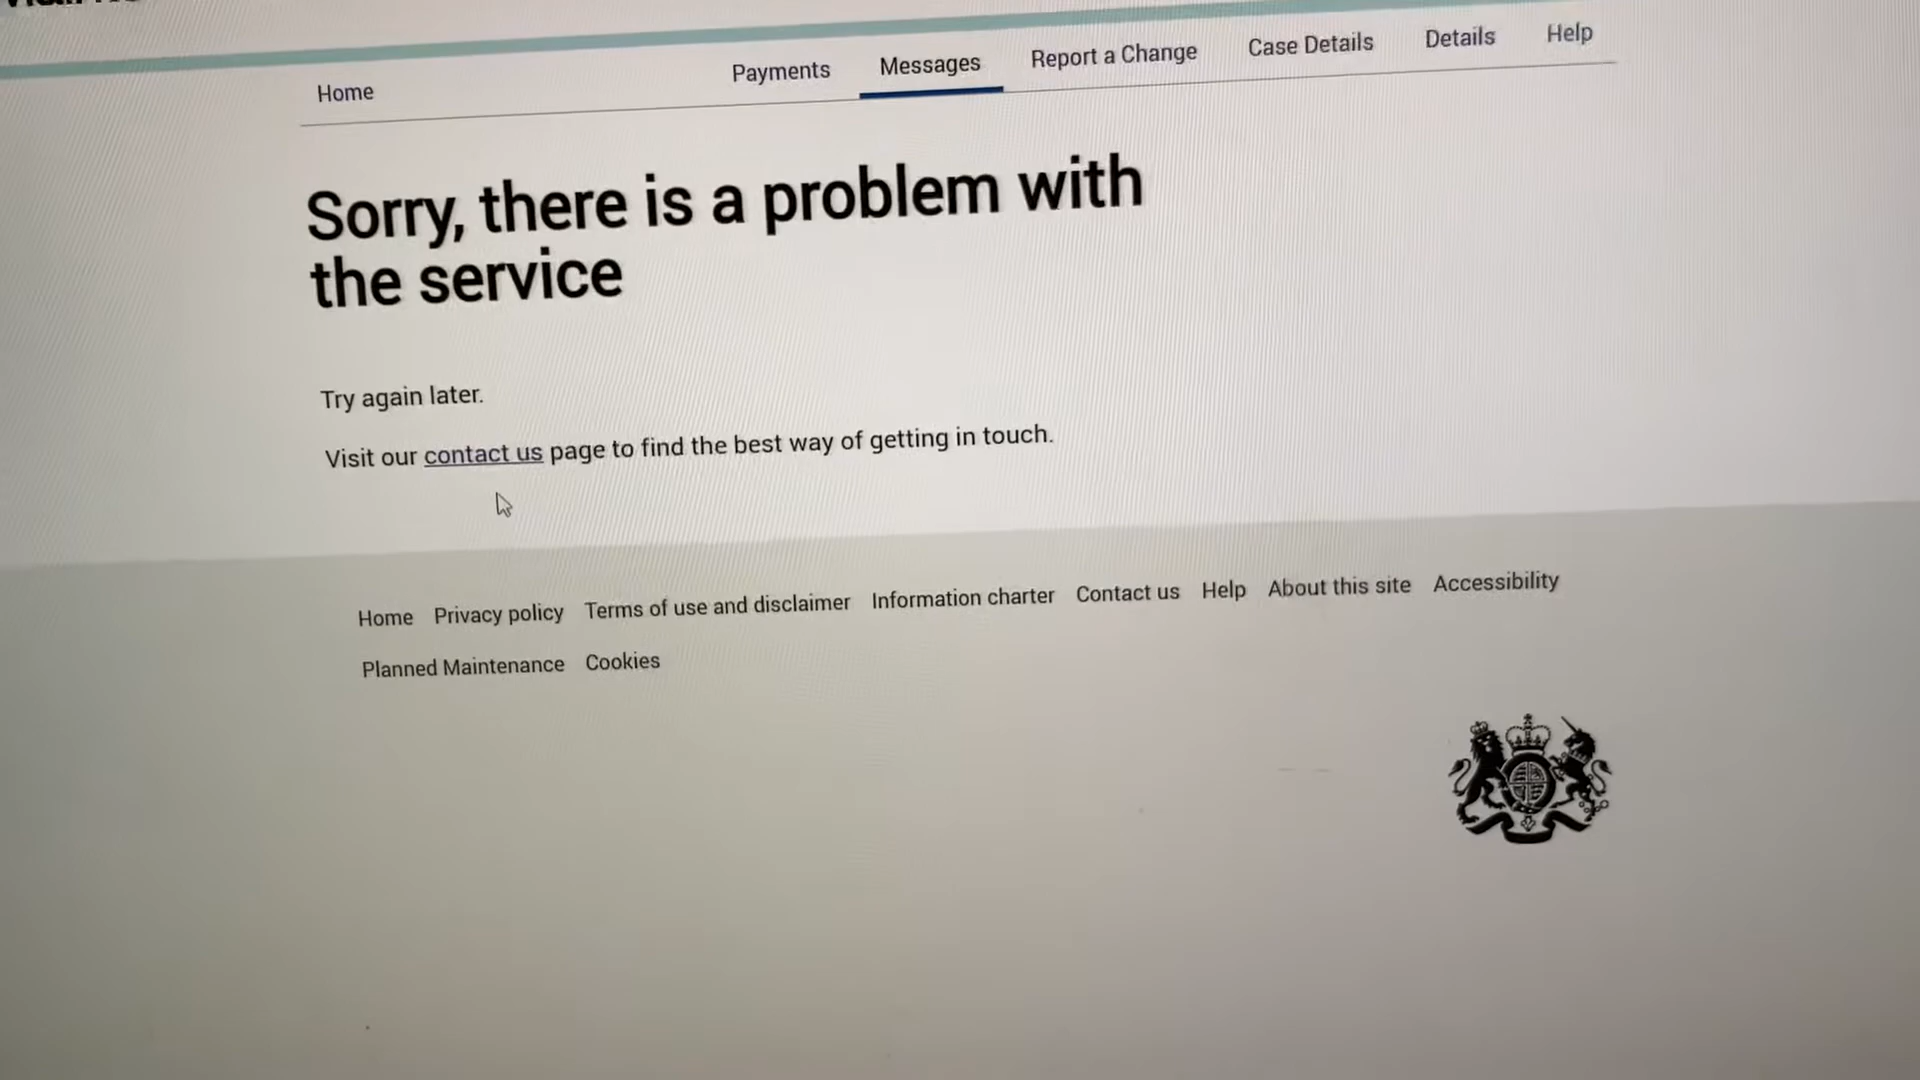 Home Payments Messages Report a Change Case Details Details Help
Sorry, there is a problem with
the service
Try again later.
Visit our contact us page to find the best way of getting in touch.
Home Privacy policy Terms of use and disclaimer Information charter Contact us Help About this site Accessibility
Planned Maintenance Cookies